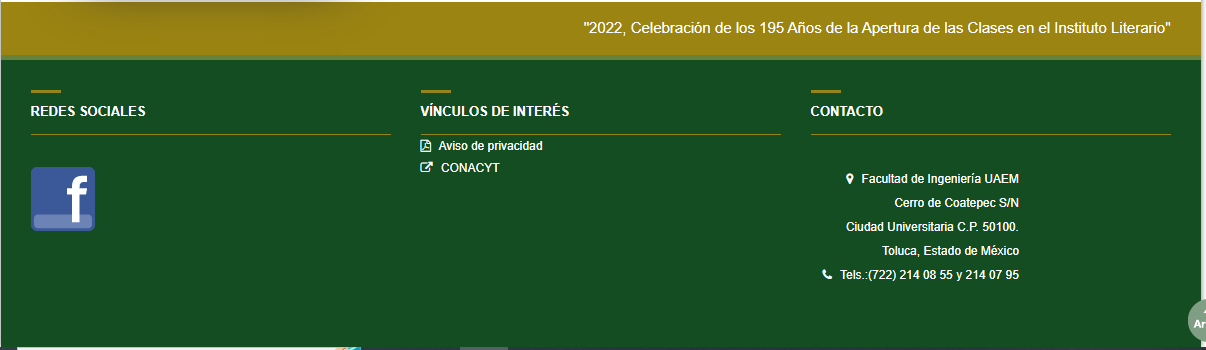 "2022, Celebración de los 195 Años de la Apertura de las Clases en el Instituto Literario"
REDES SOCIALES
f
VÍNCULOS DE INTERÉS
Aviso de privacidad
CONACYT
CONTACTO
Facultad de Ingeniería UAEM
Cerro de Coatepec S/N
Ciudad Universitaria C.P. 50100.
Toluca, Estado de México
Tels.:(722) 214 08 55 y 214 07 95